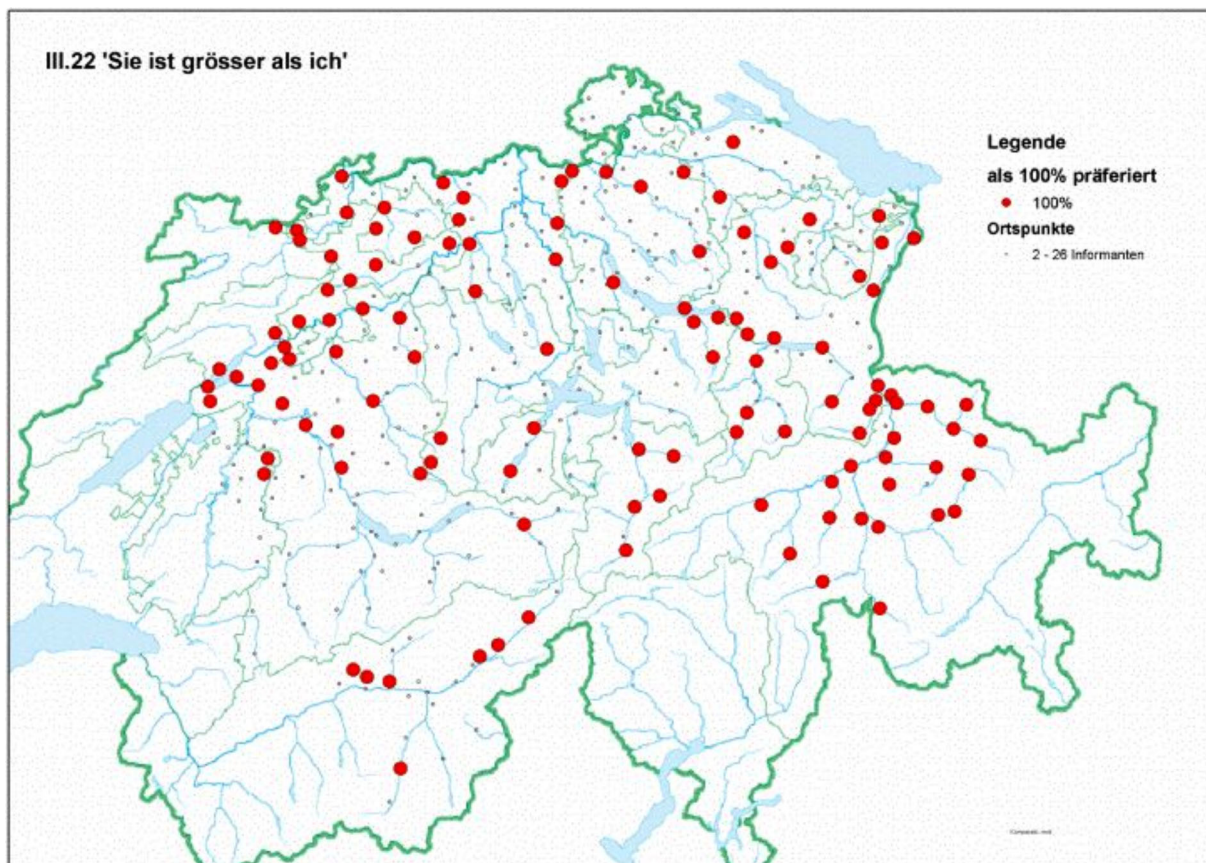 III.22 'Sie ist grösser als ich'
Legende
als 100% präferiert
100%
Ortspunkte
2 - 26 Informanten